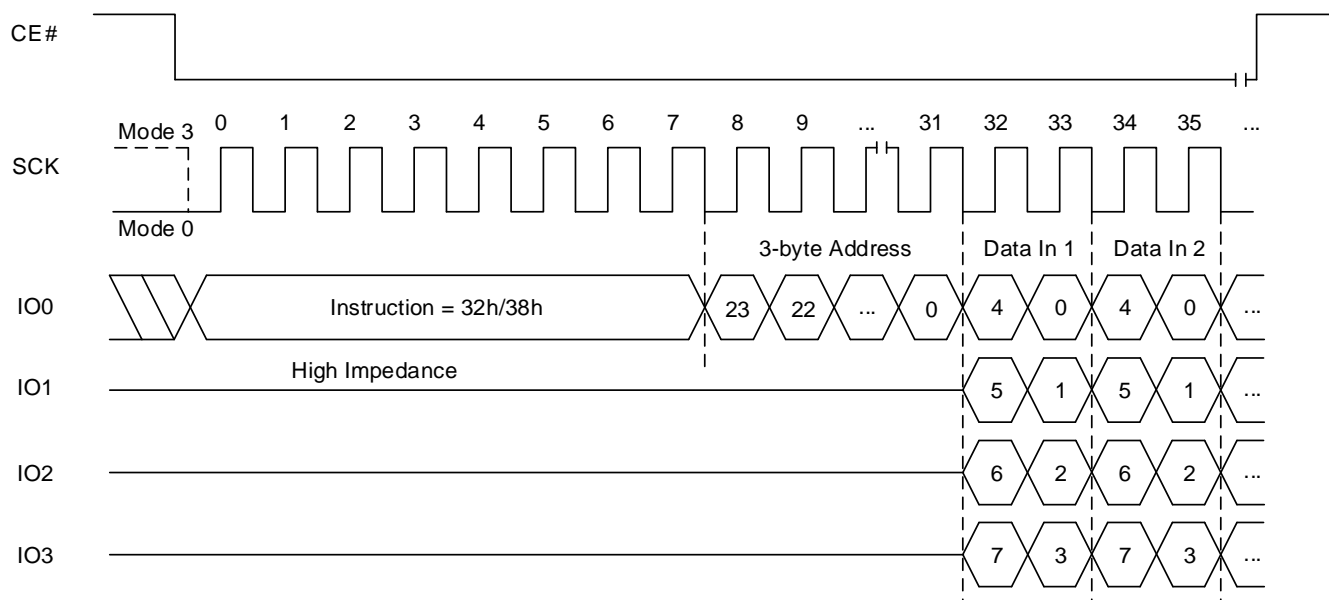 CE#
Mode 3 0 1 2 3 4 5 6 7 8 9 ... 31 32 33 34 35 ...
SCK
Mode 0
3-byte Address Data In 1 Data In 2
IO0 Instruction = 32h/38h 23 22 ... 0 4 0 4 0 ...
High Impedance
IO1 5 1 5 1 ...
IO2 6 2 6 2 ...
IO3 7 3 7 3 ...